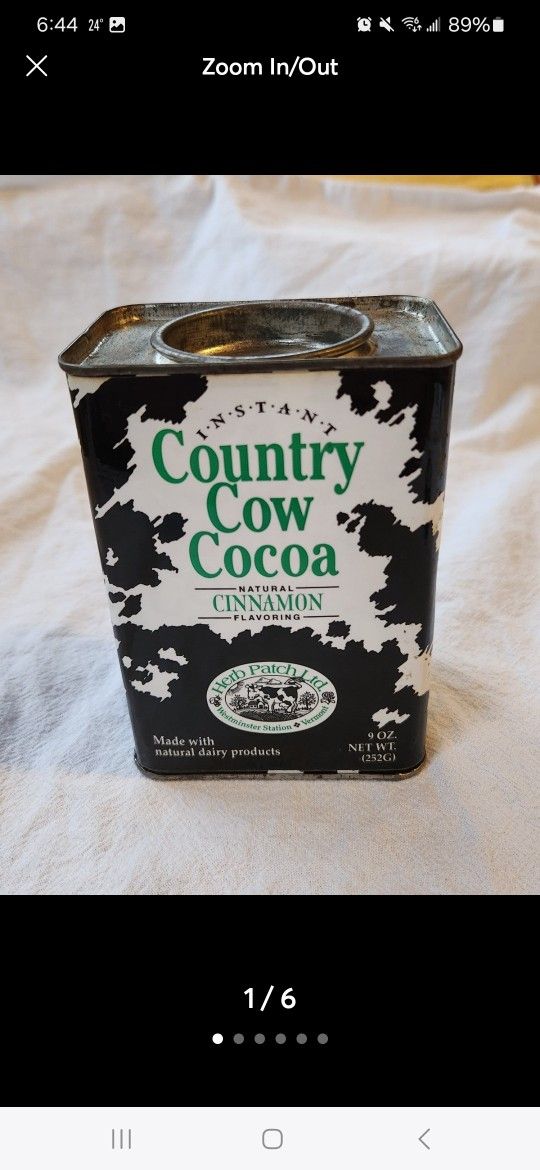 6:44 24° 89%
Zoom In/Out
I·N·S·T·A·N·T
Country
Cow
Cocoa
NATURAL
CINNAMON
FLAVORING
Herb Patch Ltd.
Westminster Station Vermont
Made with
natural dairy products
9 OZ.
NET WT.
(252G)
1/6